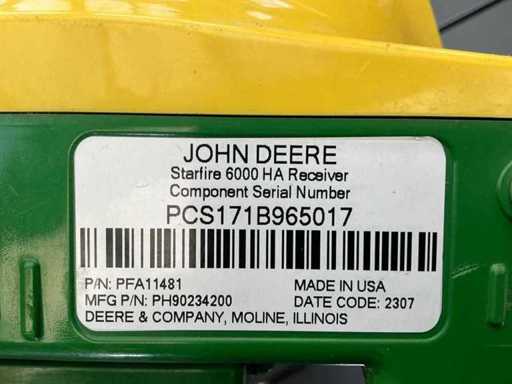 JOHN DEERE
Starfire 6000 HA Receiver
Component Serial Number
PCS171B965017
P/N: PFA11481 MADE IN USA
MFG P/N: PH90234200 DATE CODE: 2307
DEERE & COMPANY, MOLINE, ILLINOIS